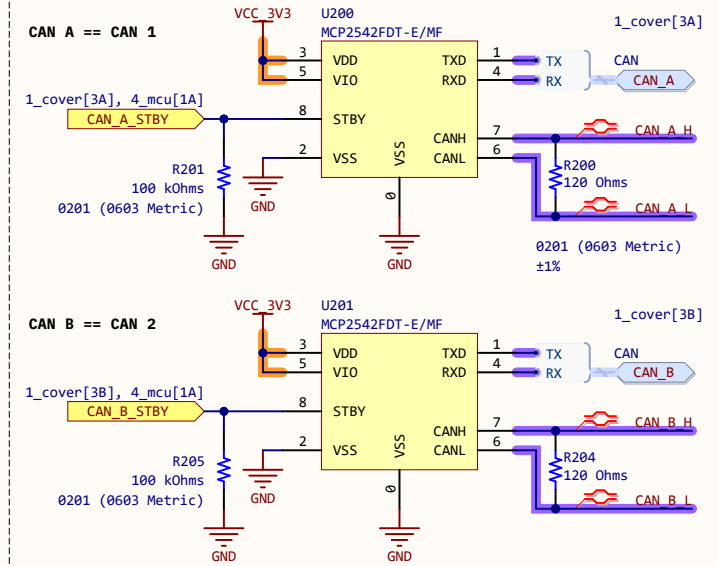 VCC_3V3
U200
MCP2542FDT-E/MF
1_cover[3A]
CAN A == CAN 1
3
VDD
TXD
1
TX
CAN
5
VIO
RXD
4
RX
CAN_A
1_cover[3A], 4_mcu[1A]
CAN_A_STBY
8
STBY
CANH
7
CAN_A_H
2
VSS
VSS
CANL
6
R201
100 kOhms
0201 (0603 Metric)
GND
0
R200
120 Ohms
CAN_A_L
GND
GND
0201 (0603 Metric)
±1%
VCC_3V3
U201
MCP2542FDT-E/MF
1_cover[3B]
CAN B == CAN 2
3
VDD
TXD
1
TX
CAN
5
VIO
RXD
4
RX
CAN_B
1_cover[3B], 4_mcu[1A]
CAN_B_STBY
8
STBY
CANH
7
CAN_B_H
2
VSS
VSS
CANL
6
R205
100 kOhms
0201 (0603 Metric)
GND
0
R204
120 Ohms
CAN_B_L
GND
GND